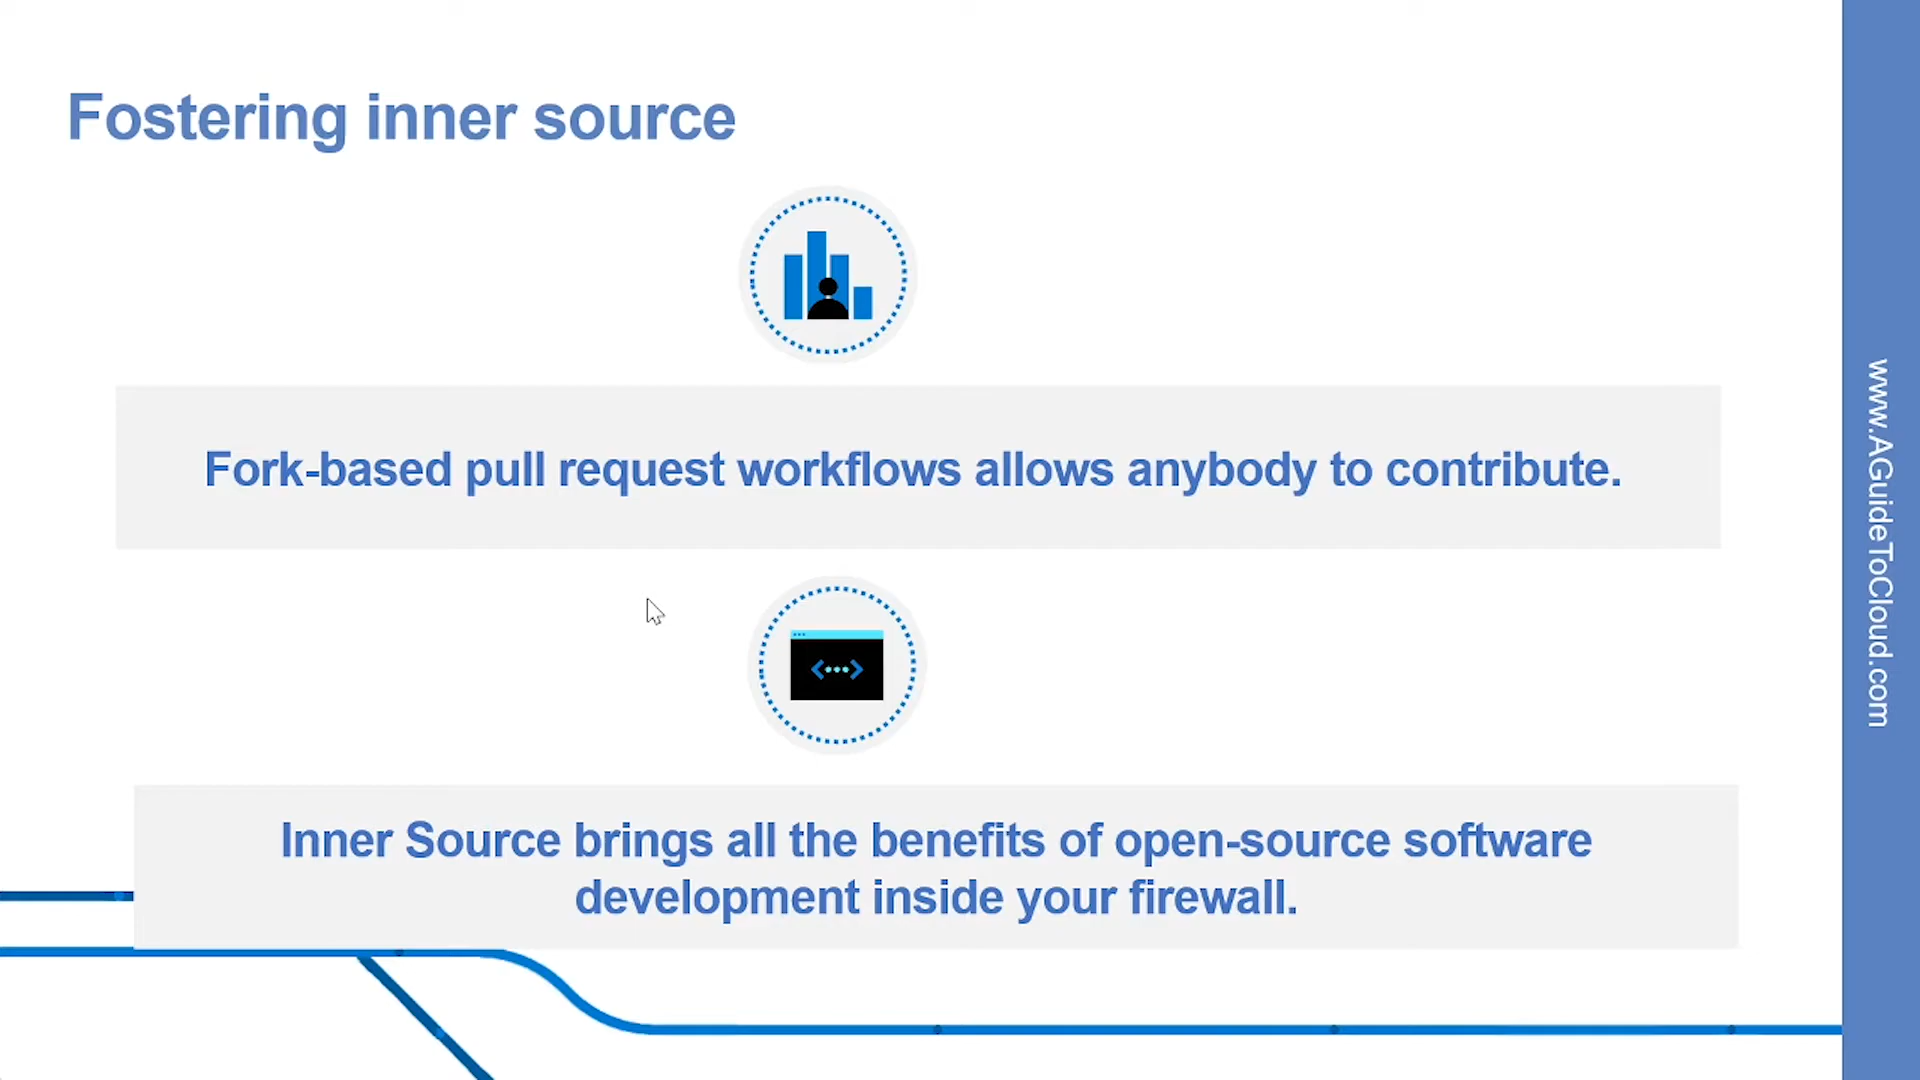 Fostering inner source
Fork-based pull request workflows allows anybody to contribute.
Inner Source brings all the benefits of open-source software
development inside your firewall.
www.AGuideToCloud.com